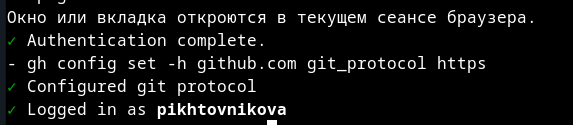 Окно или вкладка откроются в текущем сеансе браузера.
✓ Authentication complete.
- gh config set -h github.com git_protocol https
✓ Configured git protocol
✓ Logged in as pikhtovnikova